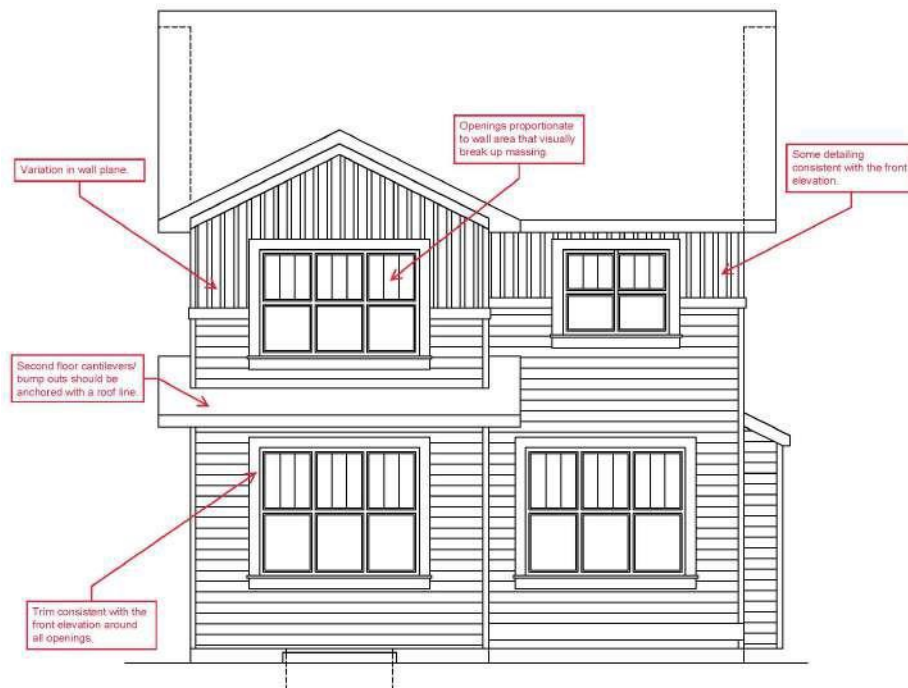 Openings proportionate
to wall area that visually
break up massing.
Variation in wall plane.
Some detailing
consistent with the front
elevation.
Second floor cantilevers/
bump outs should be
anchored with a roof line.
Trim consistent with the
front elevation around
all openings.